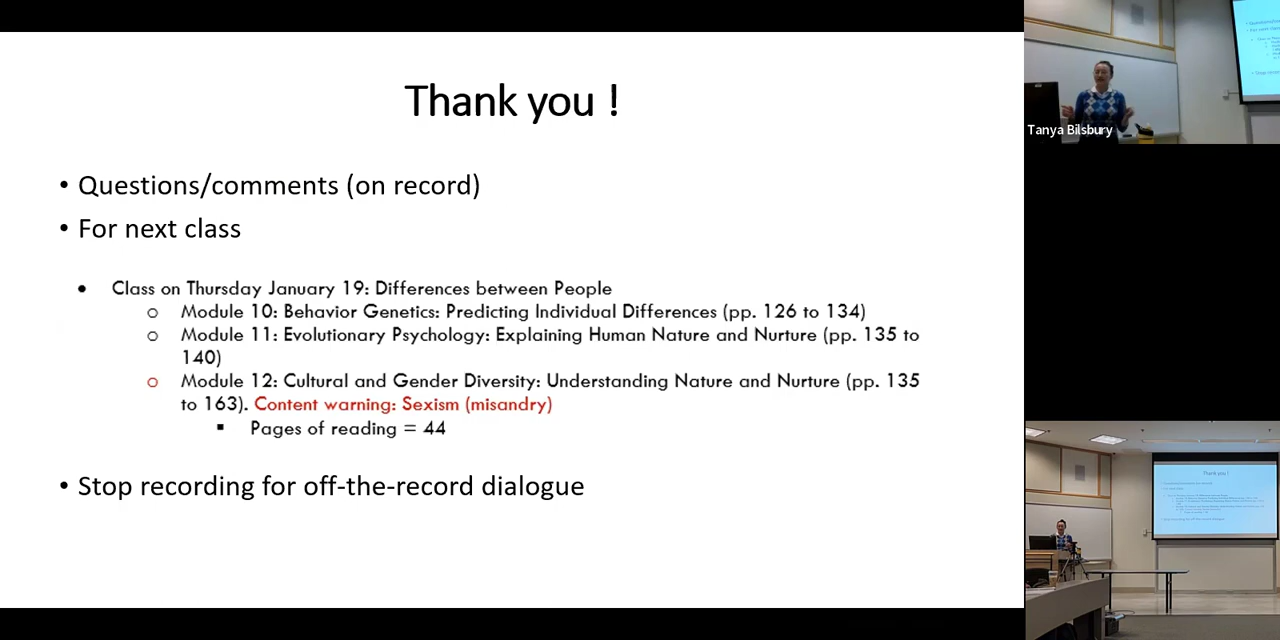 Thank you !
• Questions/comments (on record)
• For next class
• Class on Thursday January 19: Differences between People
o Module 10: Behavior Genetics: Predicting Individual Differences (pp. 126 to 134)
o Module 11: Evolutionary Psychology: Explaining Human Nature and Nurture (pp. 135 to
140)
o Module 12: Cultural and Gender Diversity: Understanding Nature and Nurture (pp. 135
to 163). Content warning: Sexism (misandry)
▪ Pages of reading = 44
• Stop recording for off-the-record dialogue
Tanya Bilsbury
Thank you !